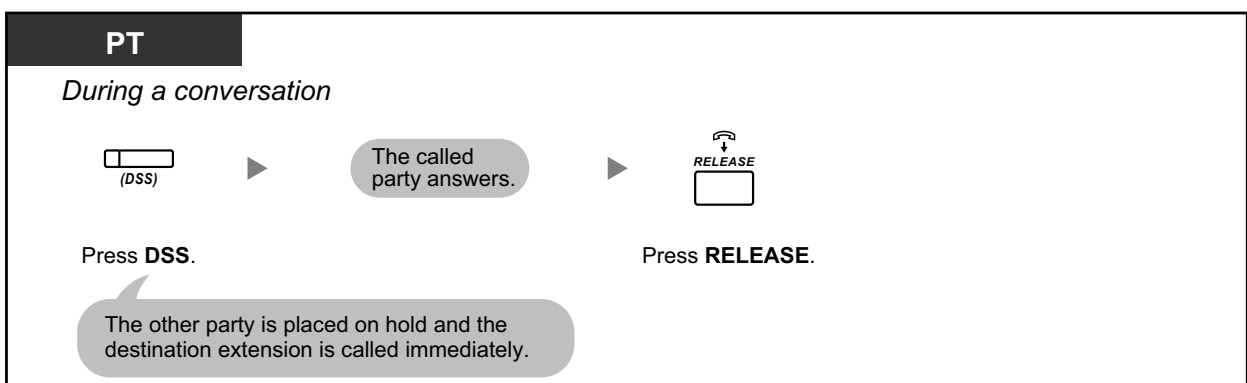 PT
During a conversation
(DSS)
The called
party answers.
RELEASE
Press DSS.
Press RELEASE.
The other party is placed on hold and the
destination extension is called immediately.